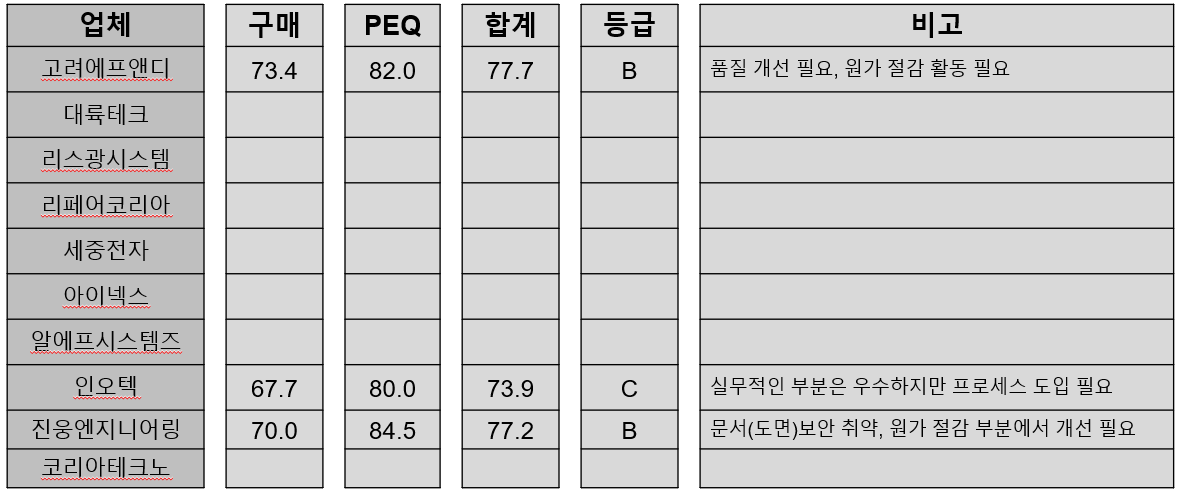 업체 구매 PEQ 합계 등급 비고
고려에프앤디 73.4 82.0 77.7 B 품질 개선 필요, 원가 절감 활동 필요
대륙테크
리스광시스템
리페어코리아
세중전자
아이넥스
알에프시스템즈
인오텍 67.7 80.0 73.9 C 실무적인 부분은 우수하지만 프로세스 도입 필요
진웅엔지니어링 70.0 84.5 77.2 B 문서(도면)보안 취약, 원가 절감 부분에서 개선 필요
코리아테크노